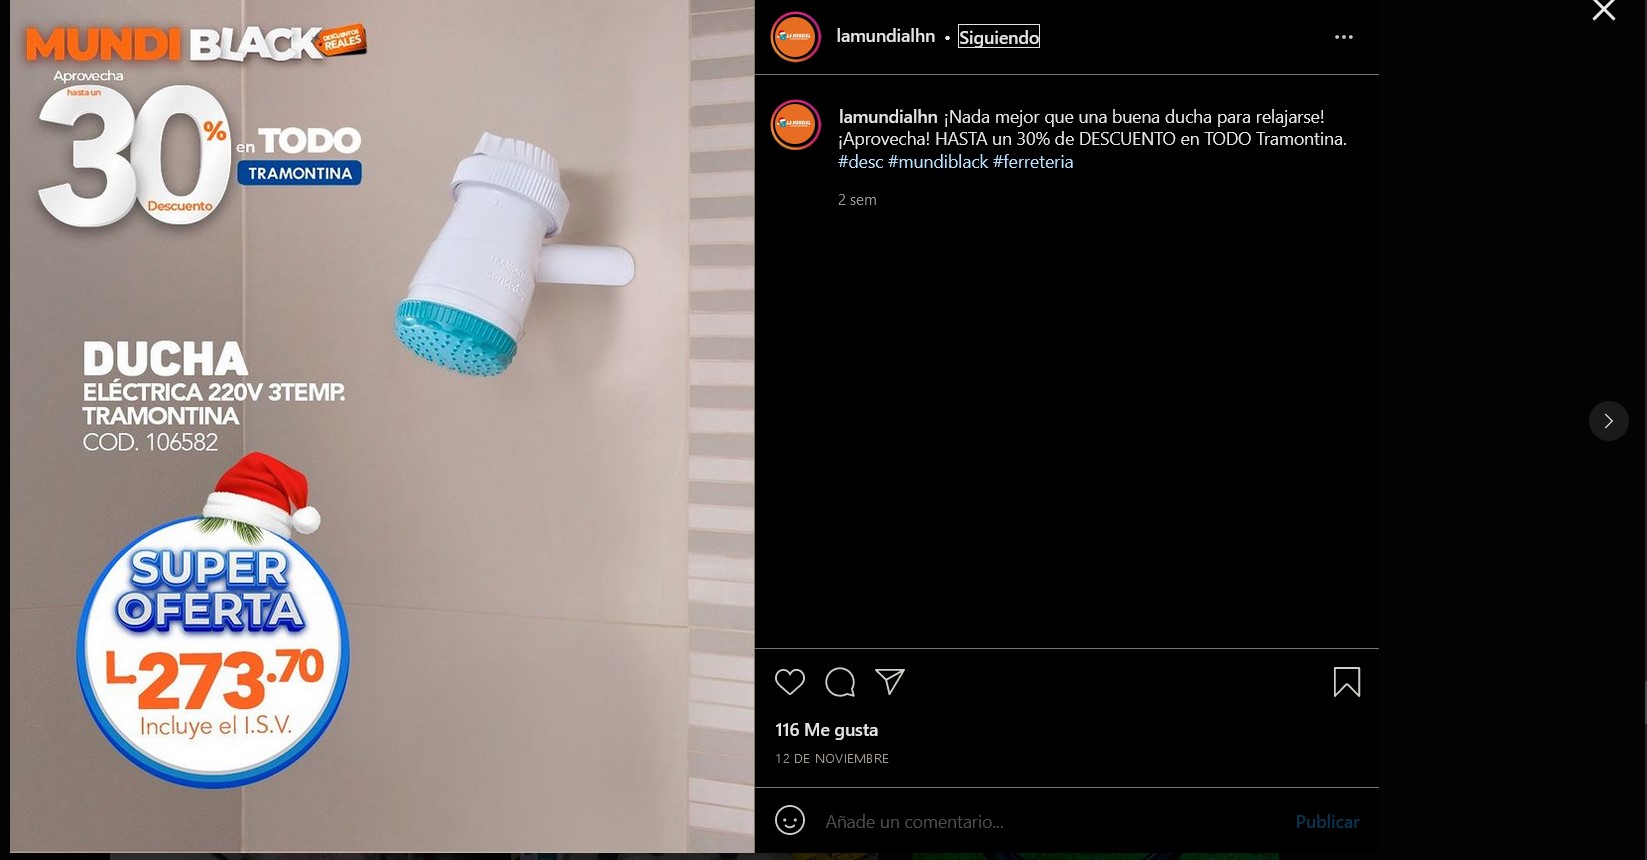 MUNDI BLACK
DESCUENTOS
REALES
Aprovecha
hasta un
30%
en TODO
TRAMONTINA
Descuento
DUCHA
ELÉCTRICA 220V 3TEMP.
TRAMONTINA
COD. 106582
SUPER
OFERTA
L.273.70
Incluye el I.S.V.
lamundialhn • Siguiendo
lamundialhn ¡Nada mejor que una buena ducha para relajarse!
¡Aprovecha! HASTA un 30% de DESCUENTO en TODO Tramontina.
#desc #mundiblack #ferreteria
2 sem
116 Me gusta
12 DE NOVIEMBRE
Añade un comentario...
Publicar